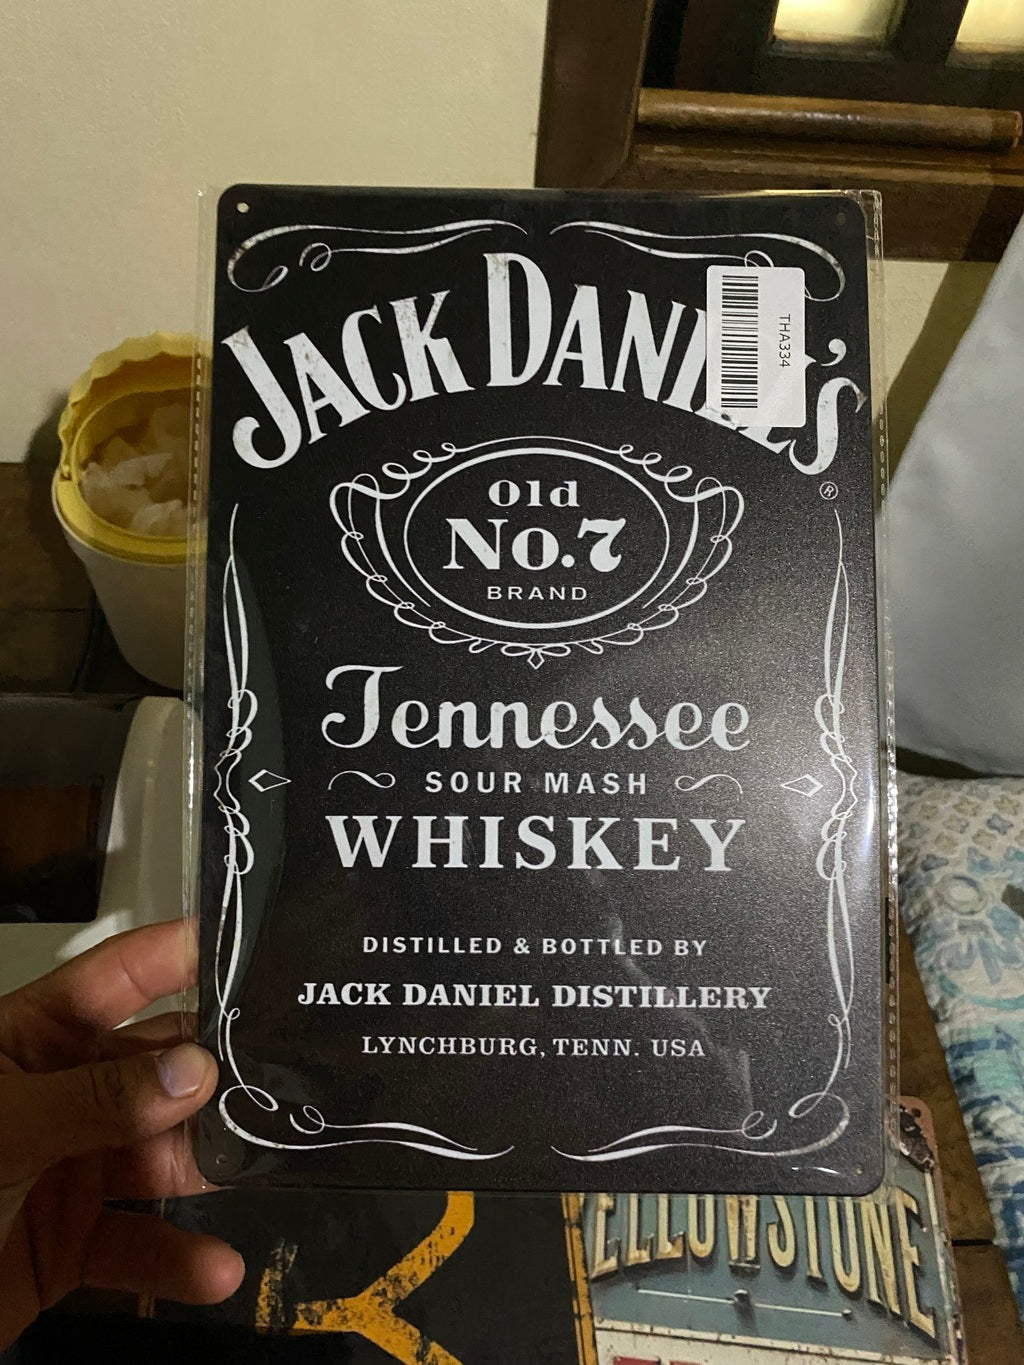 JACK DANIEL'S
THA334
®
Old
No.7
BRAND
Tennessee
SOUR MASH
WHISKEY
DISTILLED & BOTTLED BY
JACK DANIEL DISTILLERY
LYNCHBURG, TENN. USA
ELLOWSTONE